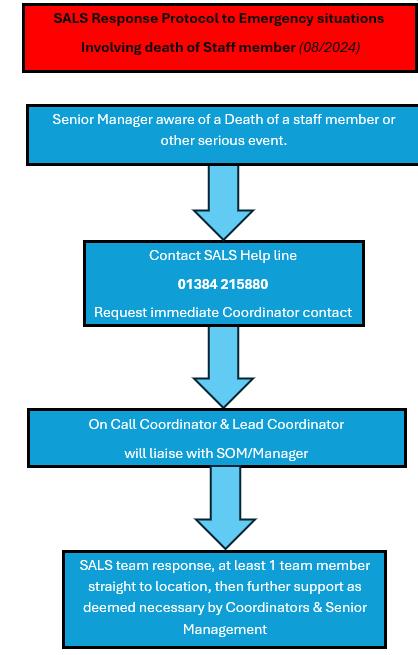 SALS Response Protocol to Emergency situations
Involving death of Staff member (08/2024)
Senior Manager aware of a Death of a staff member or
other serious event.
Contact SALS Help line
01384 215880
Request immediate Coordinator contact
On Call Coordinator & Lead Coordinator
will liaise with SOM/Manager
SALS team response, at least 1 team member
straight to location, then further support as
deemed necessary by Coordinators & Senior
Management